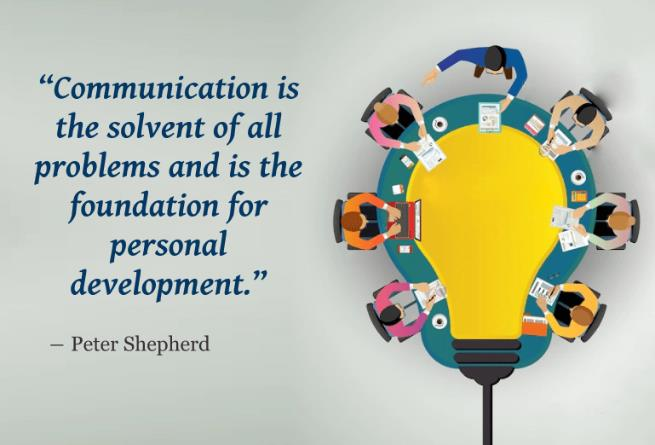 “Communication is
the solvent of all
problems and is the
foundation for
personal
development.”
— Peter Shepherd